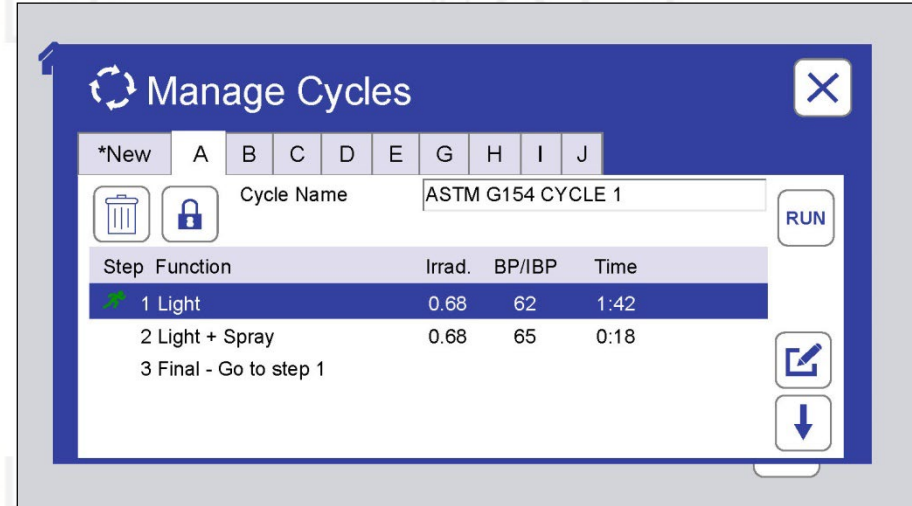 Manage Cycles
*New A B C D E G H I J
Cycle Name ASTM G154 CYCLE 1
RUN
Step Function Irrad. BP/IBP Time
1 Light 0.68 62 1:42
2 Light + Spray 0.68 65 0:18
3 Final - Go to step 1